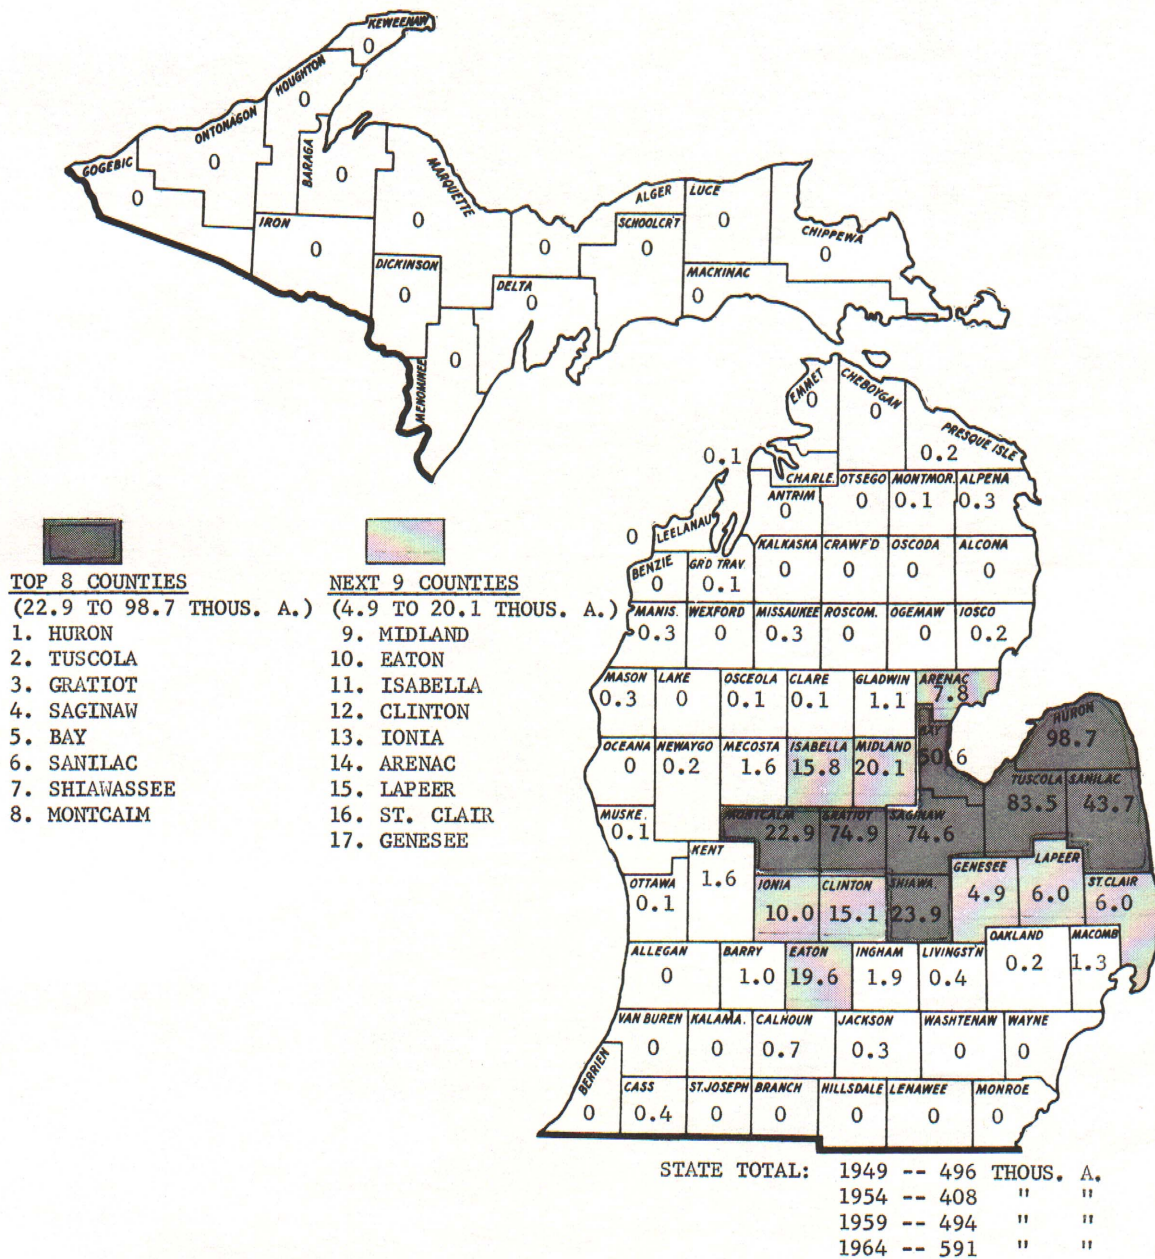 KEWEENAW
0
HOUGHTON
0
ONTONAGON
0
GOGEBIC
0
BARAGA
0
MARQUETTE
0
IRON
0
DICKINSON
0
MENOMINEE
0
DELTA
0
ALGER
0
SCHOOLCR'T
0
LUCE
0
CHIPPEWA
0
MACKINAC
0
EMMET
0
CHEBOYGAN
0
PRESQUE ISLE
0.2
0.1
CHARLE.
ANTRIM
0
OTSEGO
0
MONTMOR.
0.1
ALPENA
0.3
0
LEELANAU
BENZIE
0
GR'D TRAV
0.1
KALKASKA
0
CRAWF'D
0
OSCODA
0
ALCONA
0
MANIS.
0.3
WEXFORD
0
MISSAUKEE
0.3
ROSCOM.
0
OGEMAW
0
IOSCO
0.2
MASON
0.3
LAKE
0
OSCEOLA
0.1
CLARE
0.1
GLADWIN
1.1
ARENAC
7.8
OCEANA
0
NEWAYGO
0.2
MECOSTA
1.6
ISABELLA
15.8
MIDLAND
20.1
BAY
50.6
HURON
98.7
TUSCOLA
83.5
SANILAC
43.7
MUSKE.
0.1
MONTCALM
22.9
GRATIOT
74.9
SAGINAW
74.6
KENT
1.6
OTTAWA
0.1
IONIA
10.0
CLINTON
15.1
SHIAWA.
23.9
GENESEE
4.9
LAPEER
6.0
ST.CLAIR
6.0
ALLEGAN
0
BARRY
1.0
EATON
19.6
INGHAM
1.9
LIVINGST'N
0.4
OAKLAND
0.2
MACOMB
1.3
VAN BUREN
0
KALAMA.
0
CALHOUN
0.7
JACKSON
0.3
WASHTENAW
0
WAYNE
0
BERRIEN
0
CASS
0.4
ST.JOSEPH
0
BRANCH
0
HILLSDALE
0
LENAWEE
0
MONROE
0
TOP 8 COUNTIES
(22.9 TO 98.7 THOUS. A.)
1. HURON
2. TUSCOLA
3. GRATIOT
4. SAGINAW
5. BAY
6. SANILAC
7. SHIAWASSEE
8. MONTCALM
NEXT 9 COUNTIES
(4.9 TO 20.1 THOUS. A.)
9. MIDLAND
10. EATON
11. ISABELLA
12. CLINTON
13. IONIA
14. ARENAC
15. LAPEER
16. ST. CLAIR
17. GENESEE
STATE TOTAL: 1949 -- 496 THOUS. A.
1954 -- 408 " "
1959 -- 494 " "
1964 -- 591 " "